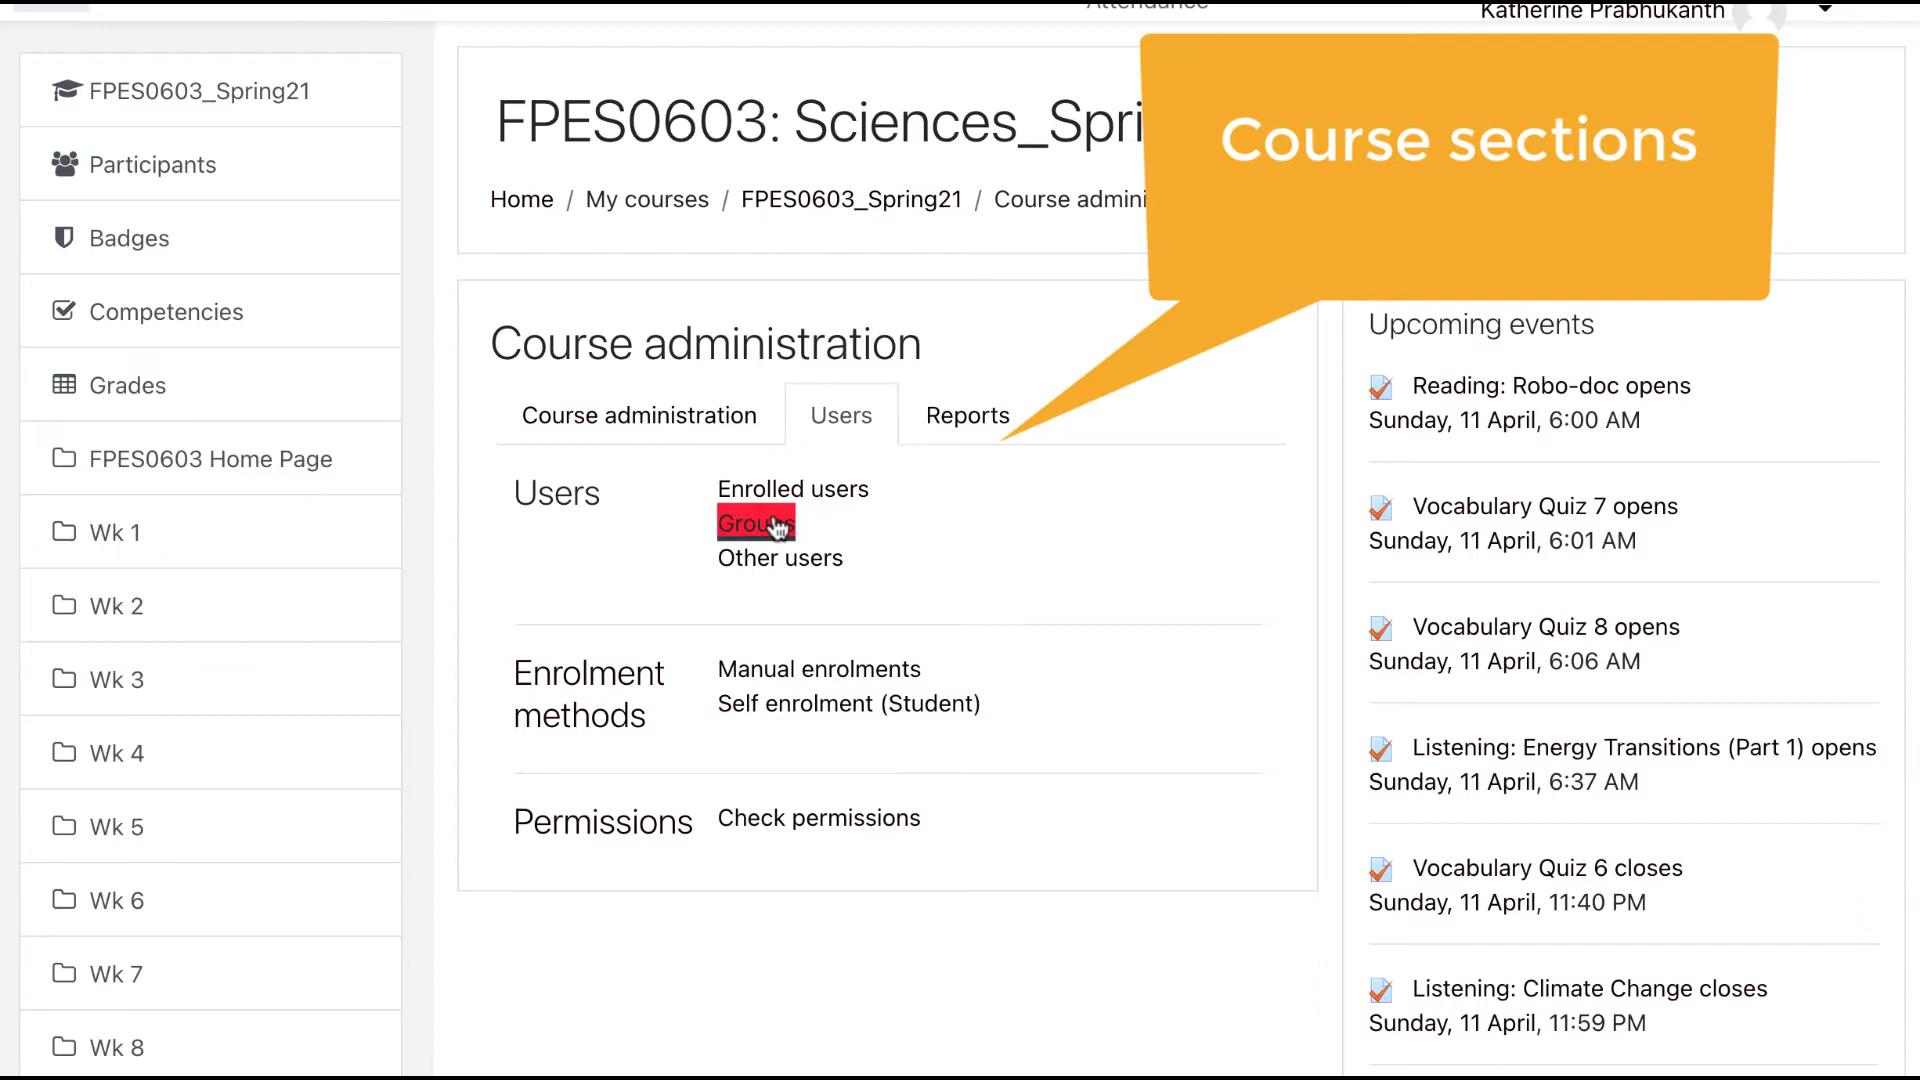 Attendance
Katherine Prabhukanth
FPES0603_Spring21
Participants
Badges
Competencies
Grades
FPES0603 Home Page
Wk 1
Wk 2
Wk 3
Wk 4
Wk 5
Wk 6
Wk 7
Wk 8
FPES0603: Sciences_Spri
Home / My courses / FPES0603_Spring21 / Course admini
Course sections
Course administration
Course administration
Users
Reports
Users
Enrolled users
Groups
Other users
Enrolment
methods
Manual enrolments
Self enrolment (Student)
Permissions
Check permissions
Upcoming events
Reading: Robo-doc opens
Sunday, 11 April, 6:00 AM
Vocabulary Quiz 7 opens
Sunday, 11 April, 6:01 AM
Vocabulary Quiz 8 opens
Sunday, 11 April, 6:06 AM
Listening: Energy Transitions (Part 1) opens
Sunday, 11 April, 6:37 AM
Vocabulary Quiz 6 closes
Sunday, 11 April, 11:40 PM
Listening: Climate Change closes
Sunday, 11 April, 11:59 PM